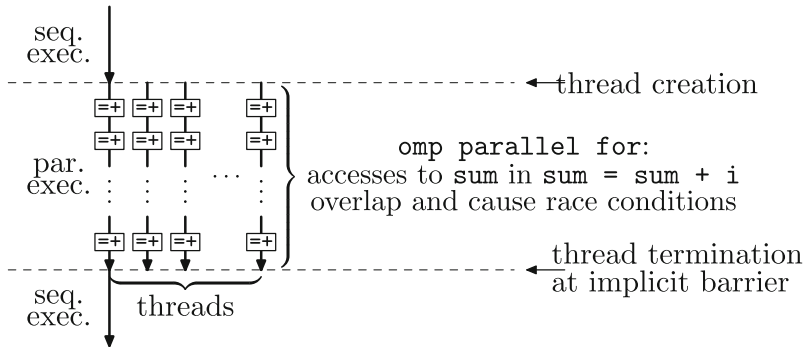 seq.
exec.
thread creation
=+ =+ =+ =+
=+ =+ =+ =+
par.
exec.
...
omp parallel for:
accesses to sum in sum = sum + i
overlap and cause race conditions
=+ =+ =+ =+
thread termination
at implicit barrier
seq.
exec.
threads